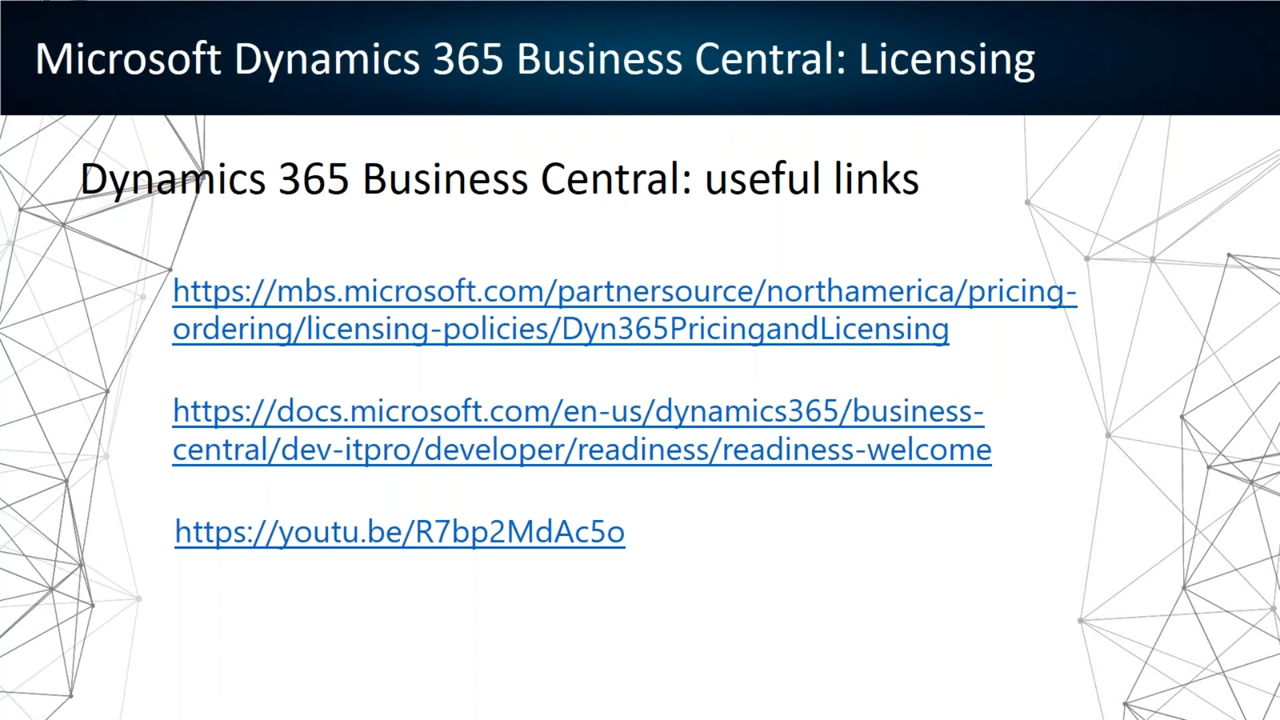 Microsoft Dynamics 365 Business Central: Licensing
Dynamics 365 Business Central: useful links
https://mbs.microsoft.com/partnersource/northamerica/pricing-
ordering/licensing-policies/Dyn365PricingandLicensing
https://docs.microsoft.com/en-us/dynamics365/business-
central/dev-itpro/developer/readiness/readiness-welcome
https://youtu.be/R7bp2MdAc5o